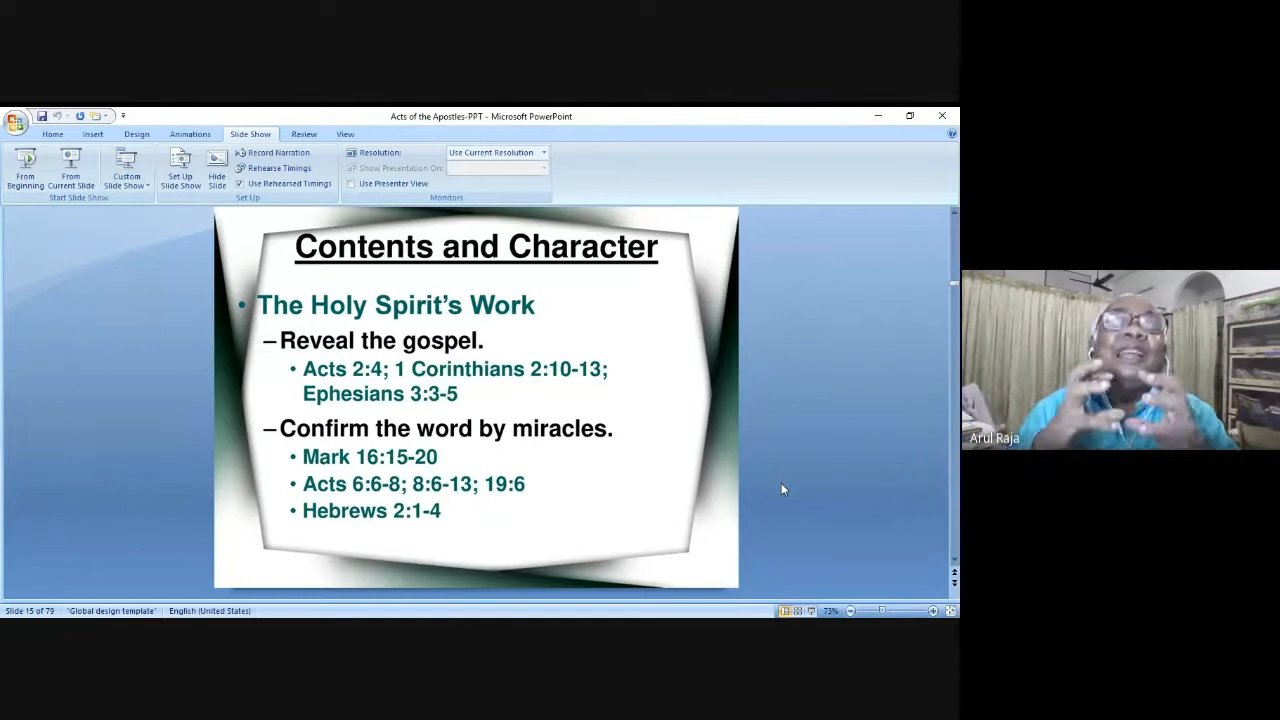 Acts of the Apostles-PPT - Microsoft PowerPoint
Home Insert Design Animations Slide Show Review View
From Beginning
From Current Slide
Custom Slide Show
Start Slide Show
Set Up Slide Show
Hide Slide
Record Narration
Rehearse Timings
Use Rehearsed Timings
Set Up
Resolution: Use Current Resolution
Show Presentation On:
Use Presenter View
Monitors
Contents and Character
• The Holy Spirit's Work
–Reveal the gospel.
• Acts 2:4; 1 Corinthians 2:10-13;
Ephesians 3:3-5
–Confirm the word by miracles.
• Mark 16:15-20
• Acts 6:6-8; 8:6-13; 19:6
• Hebrews 2:1-4
Arul Raja
Slide 15 of 79 "Global design template" English (United States) 73%